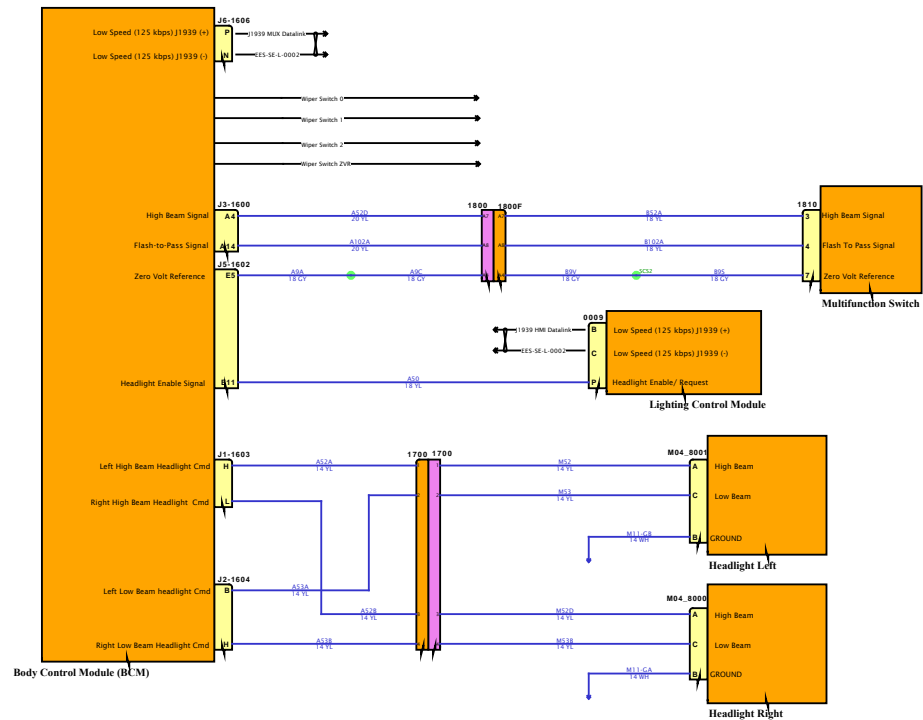 J6-1606
Low Speed (125 kbps) J1939 (+)
P
J1939 MUX Datalink
Low Speed (125 kbps) J1939 (-)
N
EES-SE-L-0002
Wiper Switch 0
Wiper Switch 1
Wiper Switch 2
Wiper Switch ZVR
J3-1600
1800
1800F
1810
High Beam Signal
A4
A52D
20 YL
A7
A7
B52A
18 YL
3
High Beam Signal
Flash-to-Pass Signal
A14
A102A
20 YL
A8
A8
B102A
18 YL
4
Flash To Pass Signal
J5-1602
Zero Volt Reference
E5
A9A
18 GY
A9C
18 GY
B9V
18 GY
SCS2
B9S
18 GY
7
Zero Volt Reference
Multifunction Switch
0009
J1939 HMI Datalink
B
Low Speed (125 kbps) J1939 (+)
EES-SE-L-0002
C
Low Speed (125 kbps) J1939 (-)
Headlight Enable Signal
B11
A50
18 YL
P
Headlight Enable/ Request
Lighting Control Module
J1-1603
1700
1700
M04_8001
Left High Beam Headlight Cmd
H
A52A
14 YL
1
1
M52
14 YL
A
High Beam
Right High Beam Headlight Cmd
L
2
2
M53
14 YL
C
Low Beam
M11-GB
14 WH
B
GROUND
Headlight Left
J2-1604
Left Low Beam headlight Cmd
B
A53A
14 YL
M04_8000
A52B
14 YL
3
3
M52D
14 YL
A
High Beam
Right Low Beam Headlight Cmd
H
A53B
14 YL
M53B
14 YL
C
Low Beam
M11-GA
14 WH
B
GROUND
Body Control Module (BCM)
Headlight Right